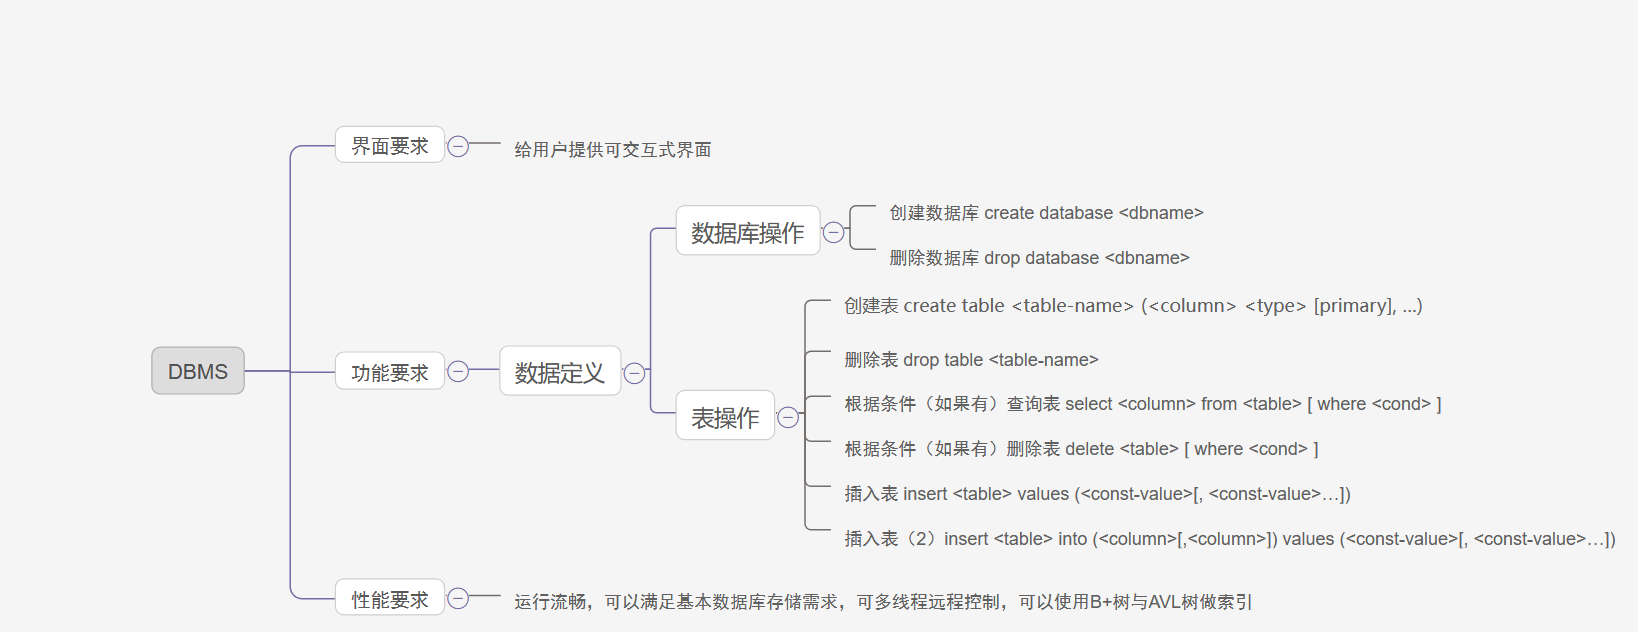 DBMS
界面要求
给用户提供可交互式界面
功能要求
数据定义
数据库操作
创建数据库 create database <dbname>
删除数据库 drop database <dbname>
表操作
创建表 create table <table-name> (<column> <type> [primary], ...)
删除表 drop table <table-name>
根据条件（如果有）查询表 select <column> from <table> [ where <cond> ]
根据条件（如果有）删除表 delete <table> [ where <cond> ]
插入表 insert <table> values (<const-value>[, <const-value>…])
插入表（2）insert <table> into (<column>[,<column>]) values (<const-value>[, <const-value>…])
性能要求
运行流畅，可以满足基本数据库存储需求，可多线程远程控制，可以使用B+树与AVL树做索引